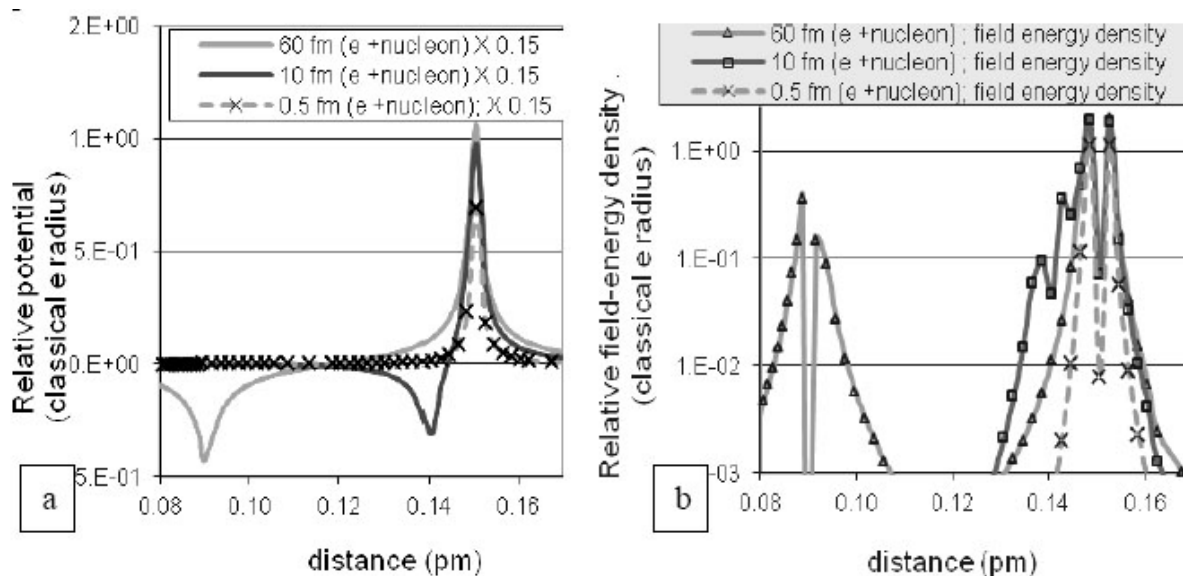 2.E+00
60 fm (e +nucleon) X 0.15
10 fm (e +nucleon) X 0.15
0.5 fm (e +nucleon); X 0.15
1.E+00
5.E-01
0.E+00
5.E-01
Relative potential
(classical e radius)
a
0.08 0.10 0.12 0.14 0.16
distance (pm)
60 fm (e +nucleon) ; field energy density
10 fm (e +nucleon) ; field energy density
0.5 fm (e +nucleon); field energy density
1.E+00
1.E-01
1.E-02
-03
Relative field-energy density .
(classical e radius)
b
0.08 0.10 0.12 0.14 0.16
distance (pm)